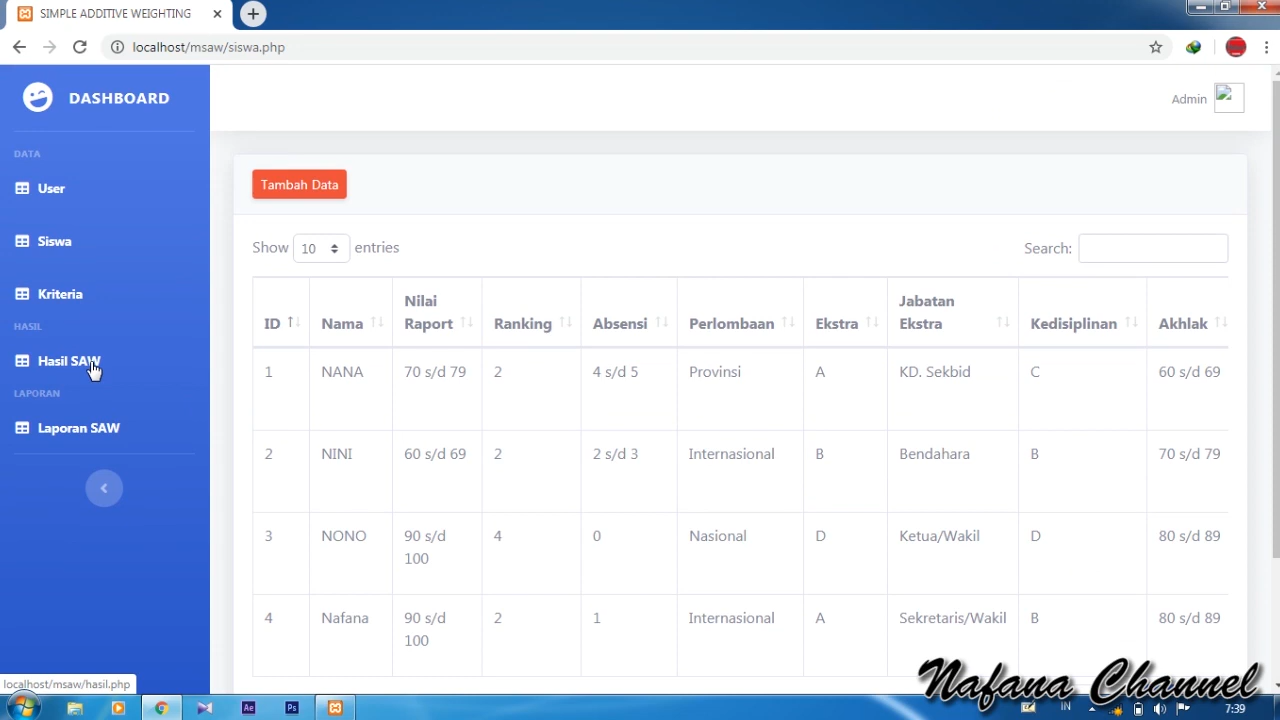 SIMPLE ADDITIVE WEIGHTING
localhost/msaw/siswa.php
DASHBOARD
Admin
DATA
User
Siswa
Kriteria
HASIL
Hasil SAW
LAPORAN
Laporan SAW
Tambah Data
Show 10 entries
Search:
ID Nama Nilai Raport Ranking Absensi Perlombaan Ekstra Jabatan Ekstra Kedisiplinan Akhlak
1 NANA 70 s/d 79 2 4 s/d 5 Provinsi A KD. Sekbid C 60 s/d 69
2 NINI 60 s/d 69 2 2 s/d 3 Internasional B Bendahara B 70 s/d 79
3 NONO 90 s/d 100 4 0 Nasional D Ketua/Wakil D 80 s/d 89
4 Nafana 90 s/d 100 2 1 Internasional A Sekretaris/Wakil B 80 s/d 89
localhost/msaw/hasil.php
Nafana Channel
Ae
Ps
IN
7:39